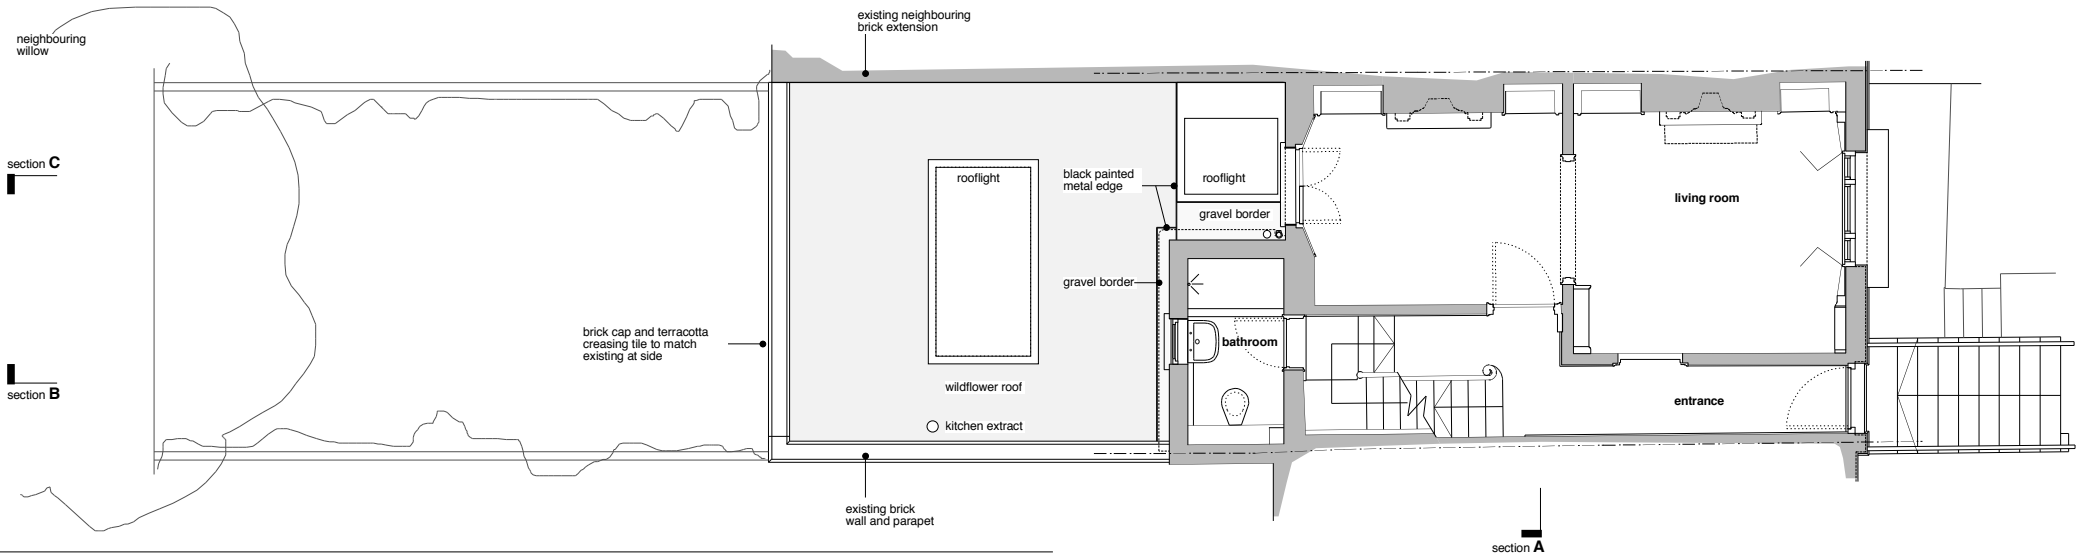 existing neighbouring
brick extension
neighbouring
willow
section C
rooflight
black painted
metal edge
rooflight
living room
gravel border
gravel border
brick cap and terracotta
creasing tile to match
existing at side
bathroom
section B
wildflower roof
entrance
kitchen extract
existing brick
wall and parapet
section A